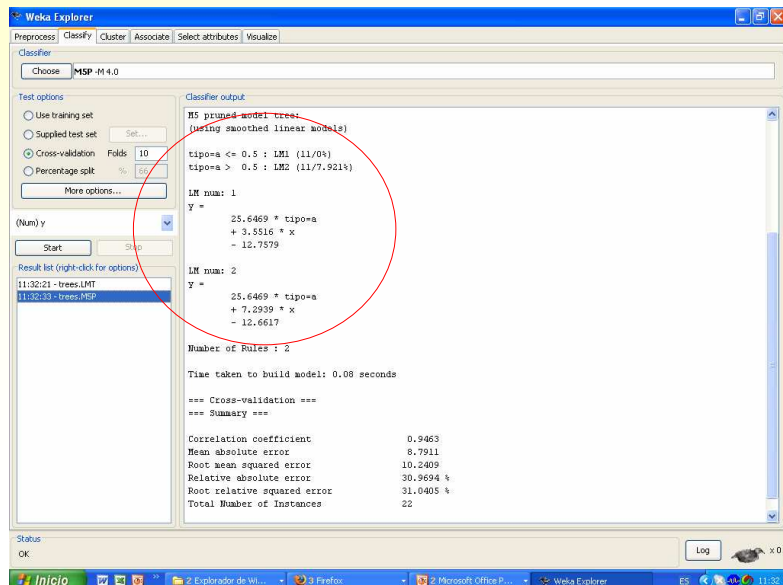 Weka Explorer
Preprocess Classify Cluster Associate Select attributes Visualize
Classifier
Choose M5P -M 4.0
Test options
Use training set
Supplied test set Set...
Cross-validation Folds 10
Percentage split % 66
More options...
(Num) y
Start Stop
Result list (right-click for options)
11:32:21 - trees.LMT
11:32:33 - trees.M5P
Classifier output
M5 pruned model tree:
(using smoothed linear models)
tipo=a <= 0.5 : LM1 (11/0%)
tipo=a > 0.5 : LM2 (11/7.921%)
LM num: 1
y =
25.6469 * tipo=a
+ 3.5516 * x
- 12.7579
LM num: 2
y =
25.6469 * tipo=a
+ 7.2939 * x
- 12.6617
Number of Rules : 2
Time taken to build model: 0.08 seconds
=== Cross-validation ===
=== Summary ===
Correlation coefficient 0.9463
Mean absolute error 8.7911
Root mean squared error 10.2409
Relative absolute error 30.9694 %
Root relative squared error 31.0405 %
Total Number of Instances 22
Status
OK
Log x 0
Inicio 2 Explorador de Wi... 3 Firefox 2 Microsoft Office P... Weka Explorer ES 11:32